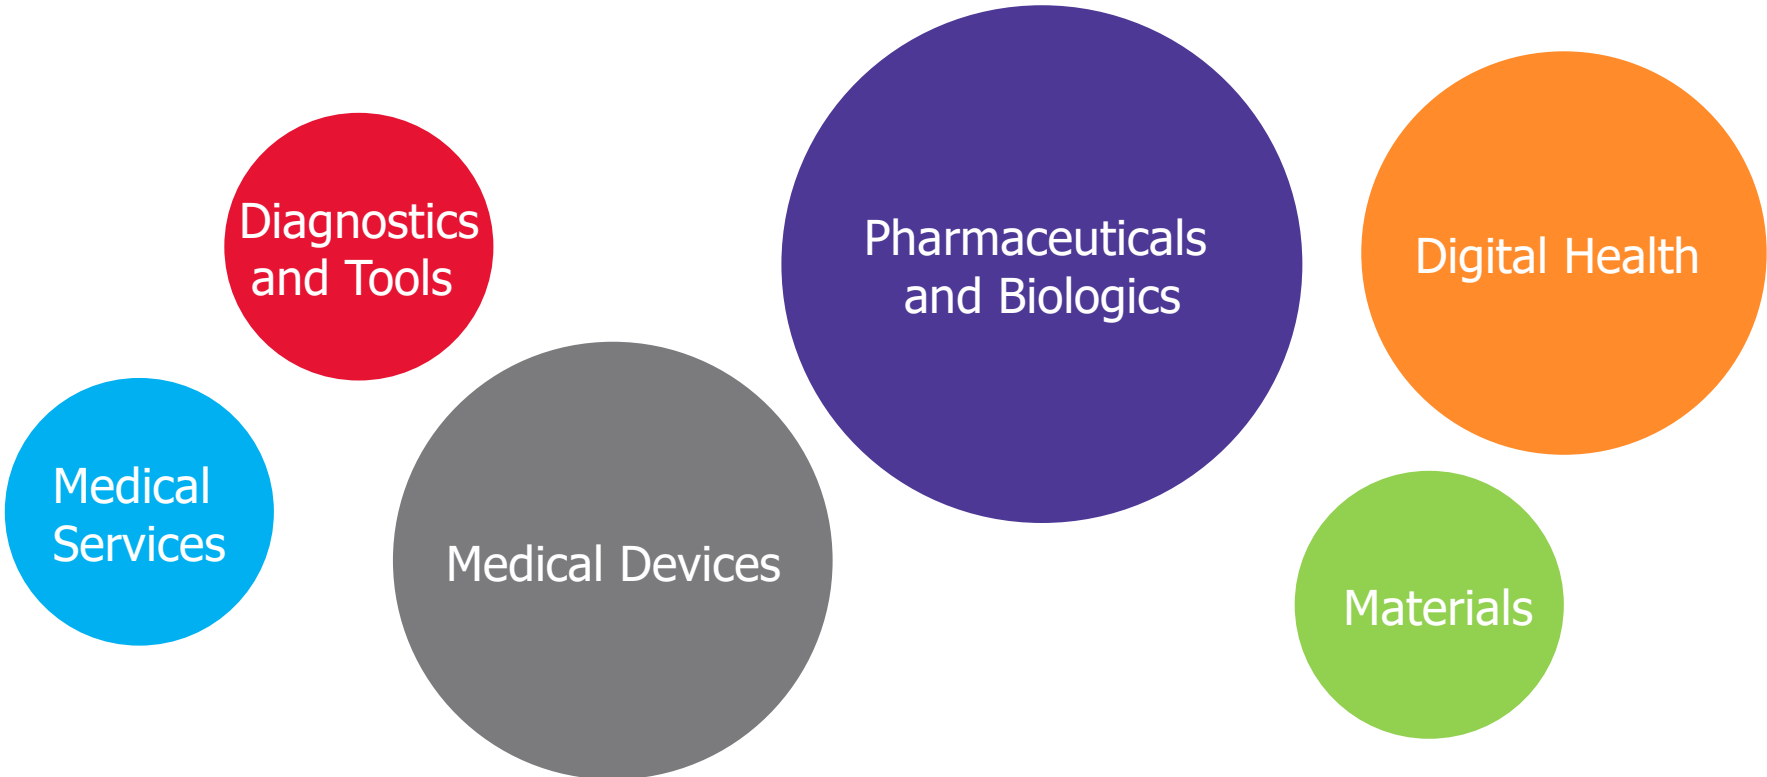 Diagnostics
and Tools
Pharmaceuticals
and Biologics
Digital Health
Medical
Services
Medical Devices
Materials